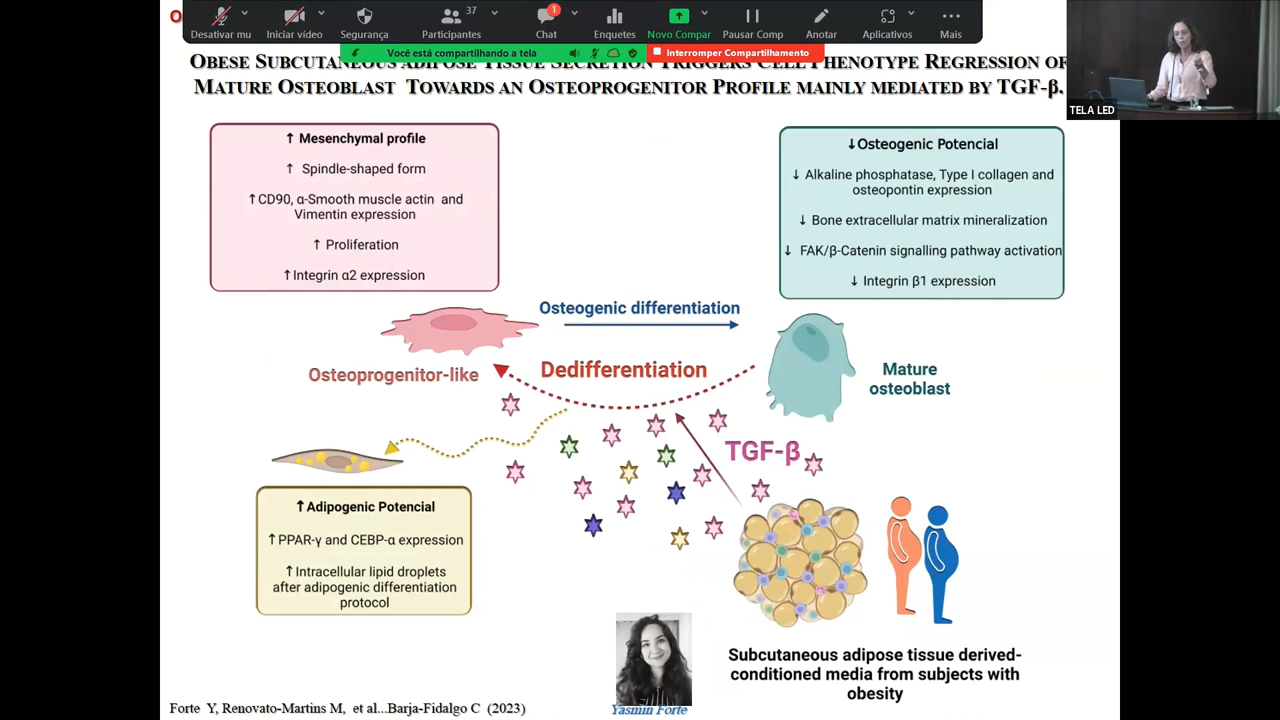 37
1
Desativar mu
Iniciar vídeo
Segurança
Participantes
Chat
Enquetes
Novo Compar
Pausar Comp
Anotar
Aplicativos
Mais
Você está compartilhando a tela
Interromper Compartilhamento
TELA LED
OBESE SUBCUTANEOUS ADIPOSE TISSUE SECRETION TRIGGERS CELL PHENOTYPE REGRESSION OF
MATURE OSTEOBLAST TOWARDS AN OSTEOPROGENITOR PROFILE MAINLY MEDIATED BY TGF-β.
↑ Mesenchymal profile
↑ Spindle-shaped form
↑CD90, α-Smooth muscle actin and
Vimentin expression
↑ Proliferation
↑Integrin α2 expression
↓Osteogenic Potencial
↓ Alkaline phosphatase, Type I collagen and
osteopontin expression
↓ Bone extracellular matrix mineralization
↓ FAK/β-Catenin signalling pathway activation
↓ Integrin β1 expression
Osteogenic differentiation
Dedifferentiation
Osteoprogenitor-like
Mature
osteoblast
TGF-β
↑Adipogenic Potencial
↑PPAR-γ and CEBP-α expression
↑Intracellular lipid droplets
after adipogenic differentiation
protocol
Subcutaneous adipose tissue derived-
conditioned media from subjects with
obesity
Yasmin Forte
Forte Y, Renovato-Martins M, et al...Barja-Fidalgo C (2023)